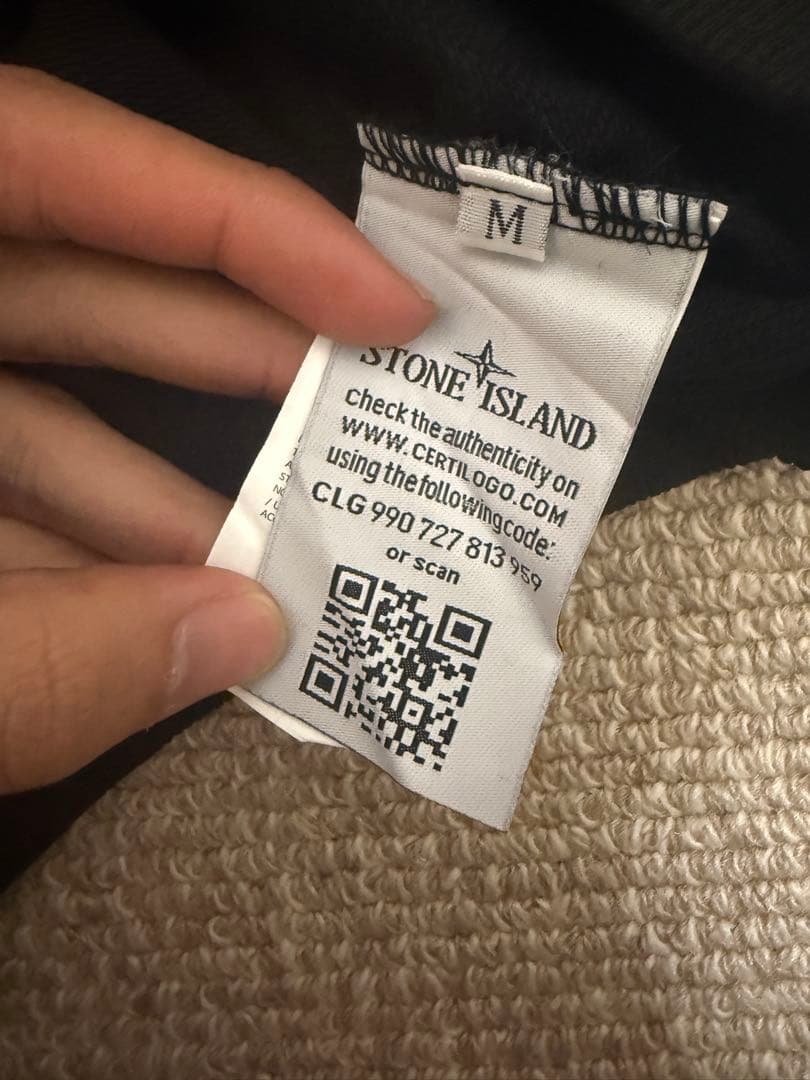 M
STONE ISLAND
check the authenticity on
WWW.CERTILOGO.COM
using the following code:
CLG 990 727 813 959
or scan